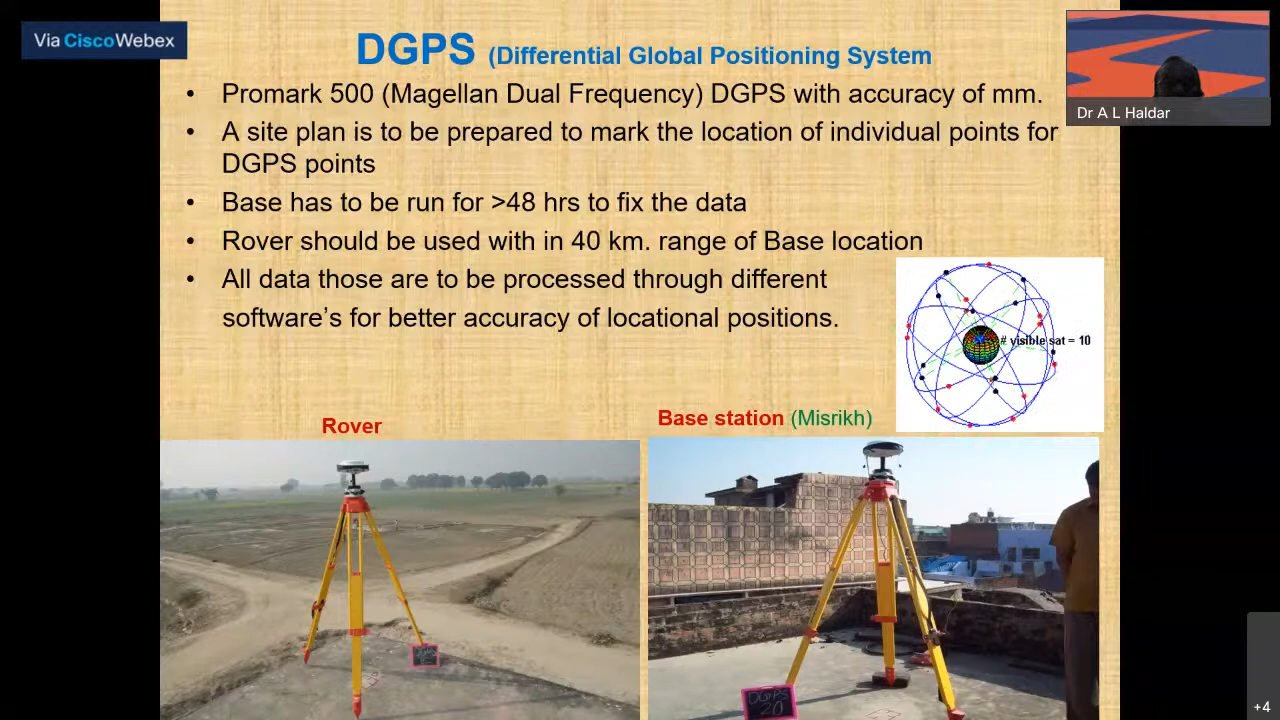 Via CiscoWebex
DGPS (Differential Global Positioning System
• Promark 500 (Magellan Dual Frequency) DGPS with accuracy of mm.
• A site plan is to be prepared to mark the location of individual points for
DGPS points
• Base has to be run for >48 hrs to fix the data
• Rover should be used with in 40 km. range of Base location
• All data those are to be processed through different
software’s for better accuracy of locational positions.
Dr A L Haldar
# visible sat = 10
Rover
Base station (Misrikh)
DGPS
20
+4